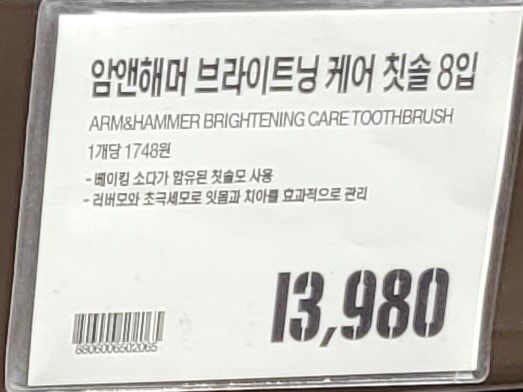 암앤해머 브라이트닝 케어 칫솔 8입
ARM&HAMMER BRIGHTENING CARE TOOTHBRUSH
1개당 1748원
- 베이킹 소다가 함유된 칫솔모 사용
- 러버모와 초극세모로 잇몸과 치아를 효과적으로 관리
13,980
8806006502065